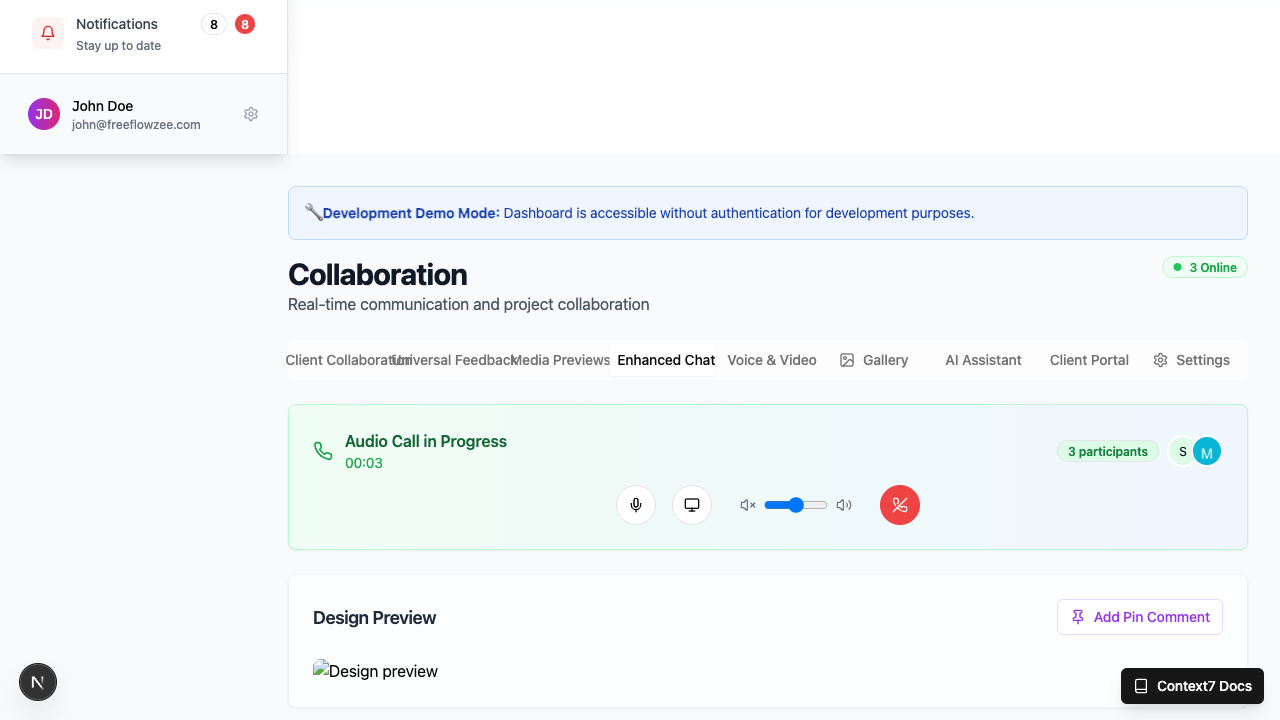 Notifications 8 8
Stay up to date
JD John Doe
john@freeflowzee.com
Development Demo Mode: Dashboard is accessible without authentication for development purposes.
Collaboration
3 Online
Real-time communication and project collaboration
Client Collaboration Universal Feedback Media Previews Enhanced Chat Voice & Video Gallery AI Assistant Client Portal Settings
Audio Call in Progress
00:03
3 participants S M
Design Preview
Add Pin Comment
Design preview
N
Context7 Docs